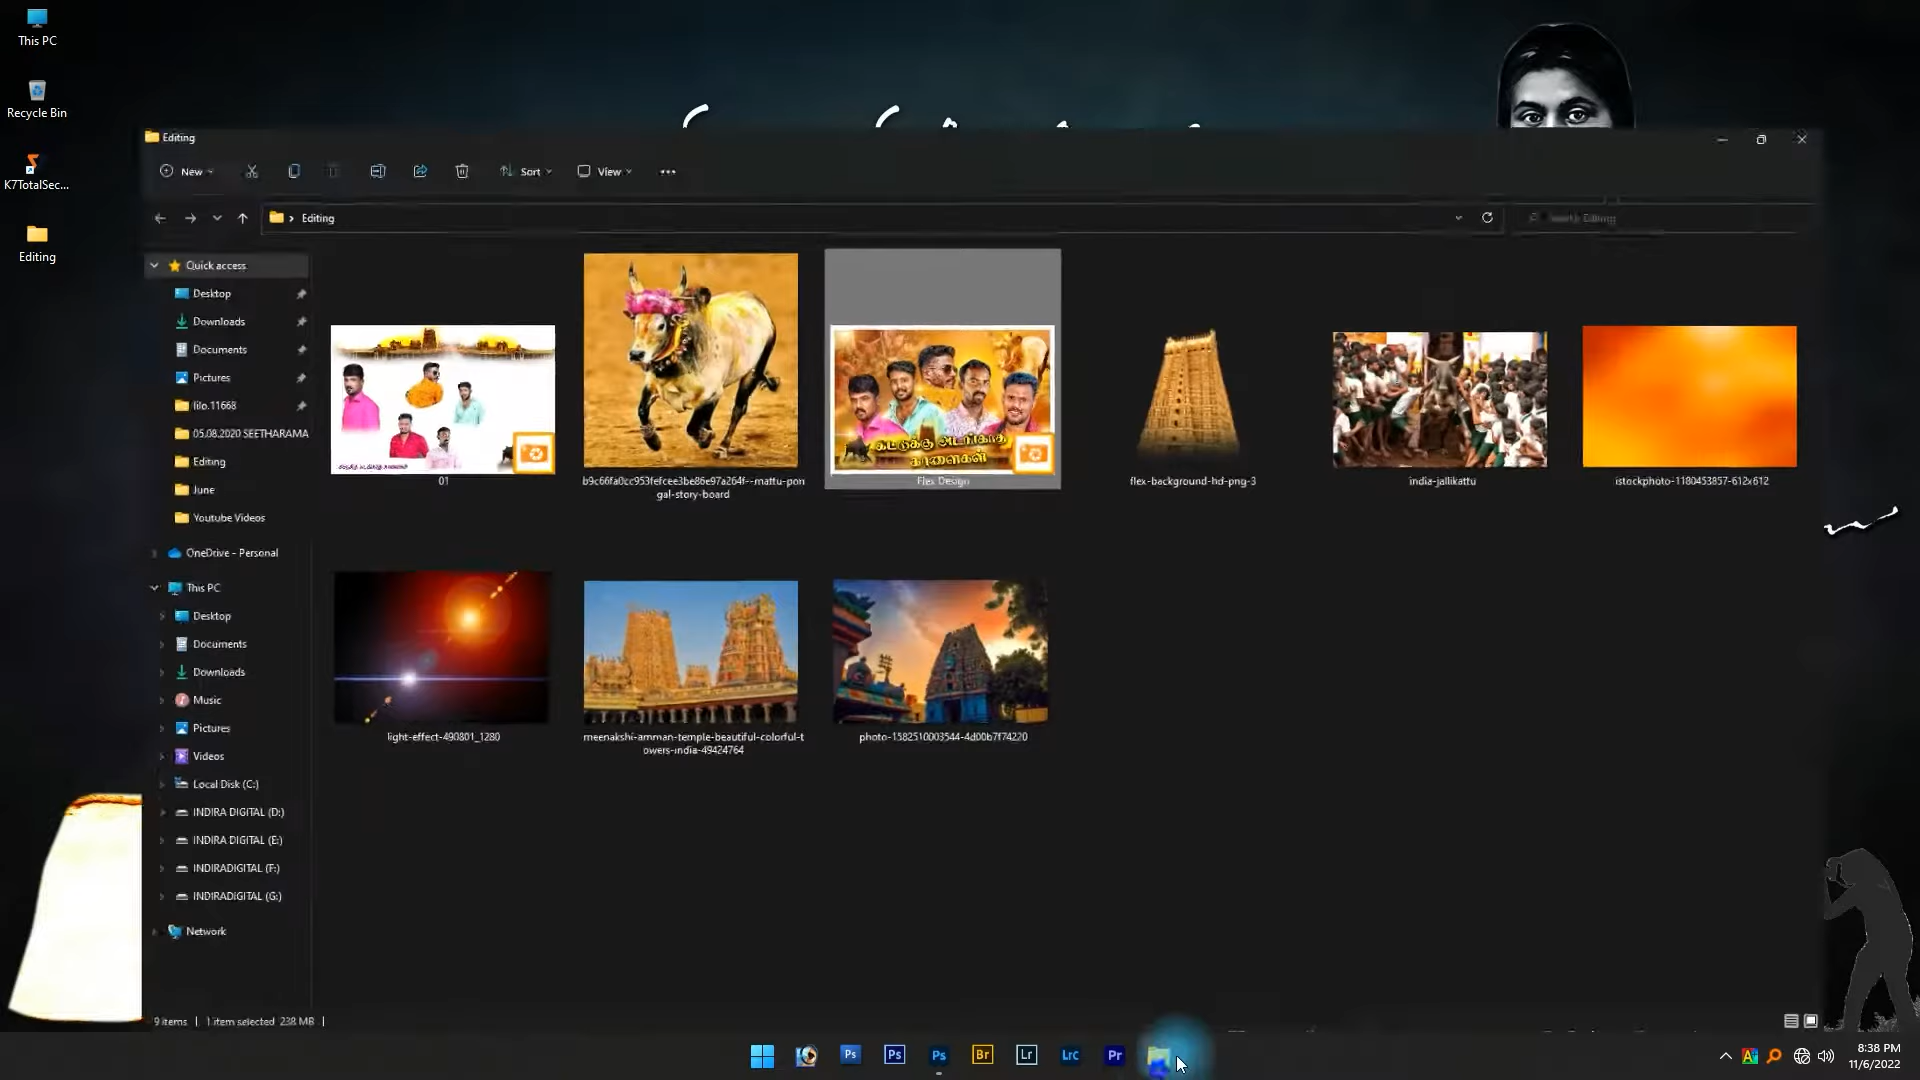 This PC
Recycle Bin
K7TotalSec...
Editing
Editing
New
Sort
View
Editing
Quick access
Desktop
Downloads
Documents
Pictures
lilo.11668
05.08.2020 SEETHARAMA
Editing
June
Youtube Videos
OneDrive - Personal
This PC
Desktop
Documents
Downloads
Music
Pictures
Videos
Local Disk (C:)
INDIRA DIGITAL (D:)
INDIRA DIGITAL (E:)
INDIRADIGITAL (F:)
INDIRADIGITAL (G:)
Network
01
gal-story-board
காளைகள்
Flex Design
flex-background-hd-png-3
india-jallikattu
istockphoto-1180453857-612x612
light-effect-490801_1280
meenakshi-amman-temple-beautiful-colorful-t
owers-india-49424764
photo-1582510003544-4d00b7f74220
9 items
1 item selected 238 MB
Ps
Ps
Ps
Br
Lr
LrC
Pr
8:38 PM
11/6/2022